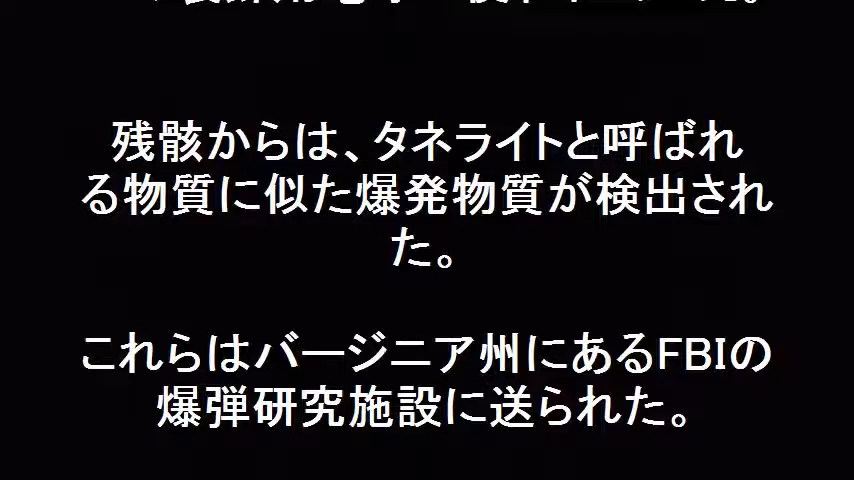 残骸からは、タネライトと呼ばれ
る物質に似た爆発物質が検出され
た。
これらはバージニア州にあるFBIの
爆弾研究施設に送られた。